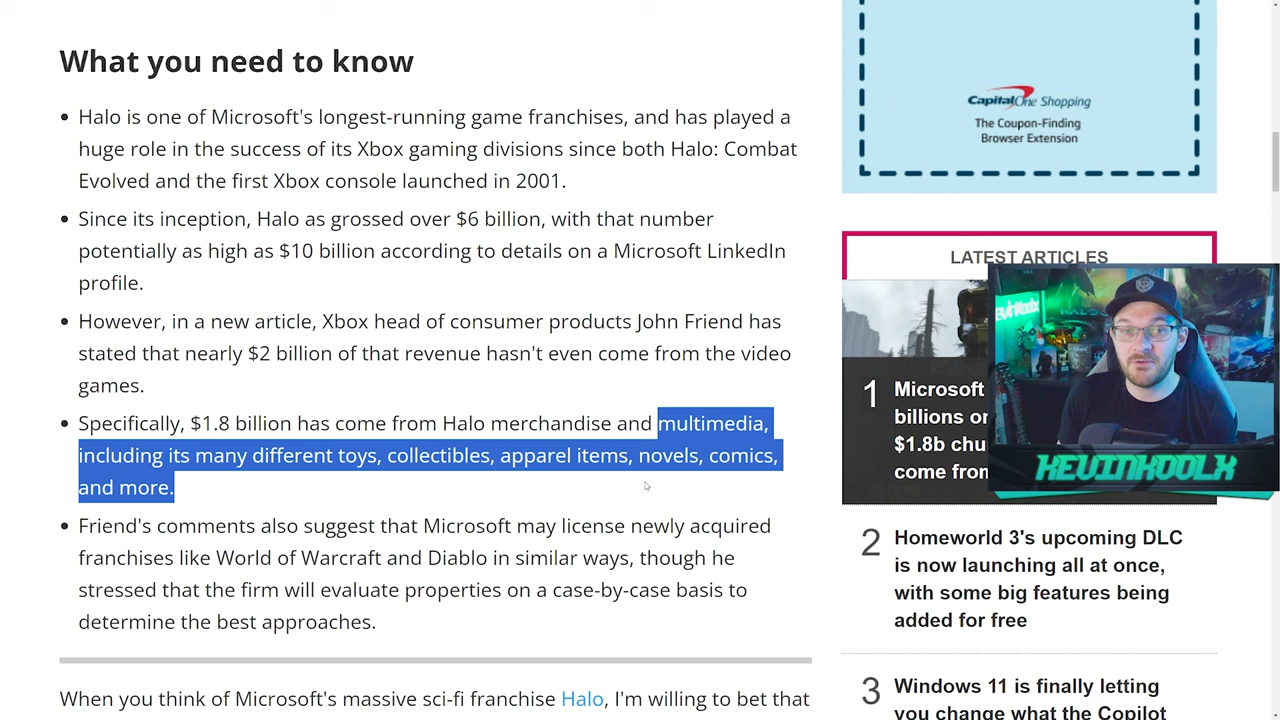 What you need to know
Halo is one of Microsoft's longest-running game franchises, and has played a
huge role in the success of its Xbox gaming divisions since both Halo: Combat
Evolved and the first Xbox console launched in 2001.
Since its inception, Halo as grossed over $6 billion, with that number
potentially as high as $10 billion according to details on a Microsoft LinkedIn
profile.
However, in a new article, Xbox head of consumer products John Friend has
stated that nearly $2 billion of that revenue hasn't even come from the video
games.
Specifically, $1.8 billion has come from Halo merchandise and multimedia,
including its many different toys, collectibles, apparel items, novels, comics,
and more.
Friend's comments also suggest that Microsoft may license newly acquired
franchises like World of Warcraft and Diablo in similar ways, though he
stressed that the firm will evaluate properties on a case-by-case basis to
determine the best approaches.
When you think of Microsoft's massive sci-fi franchise Halo, I'm willing to bet that
CapitalOne Shopping
The Coupon-Finding
Browser Extension
LATEST ARTICLES
1
Microsoft
billions
$1.8b
come
KEVINKOOLX
2
Homeworld 3's upcoming DLC
is now launching all at once,
with some big features being
added for free
3
Windows 11 is finally letting
you change what the Copilot